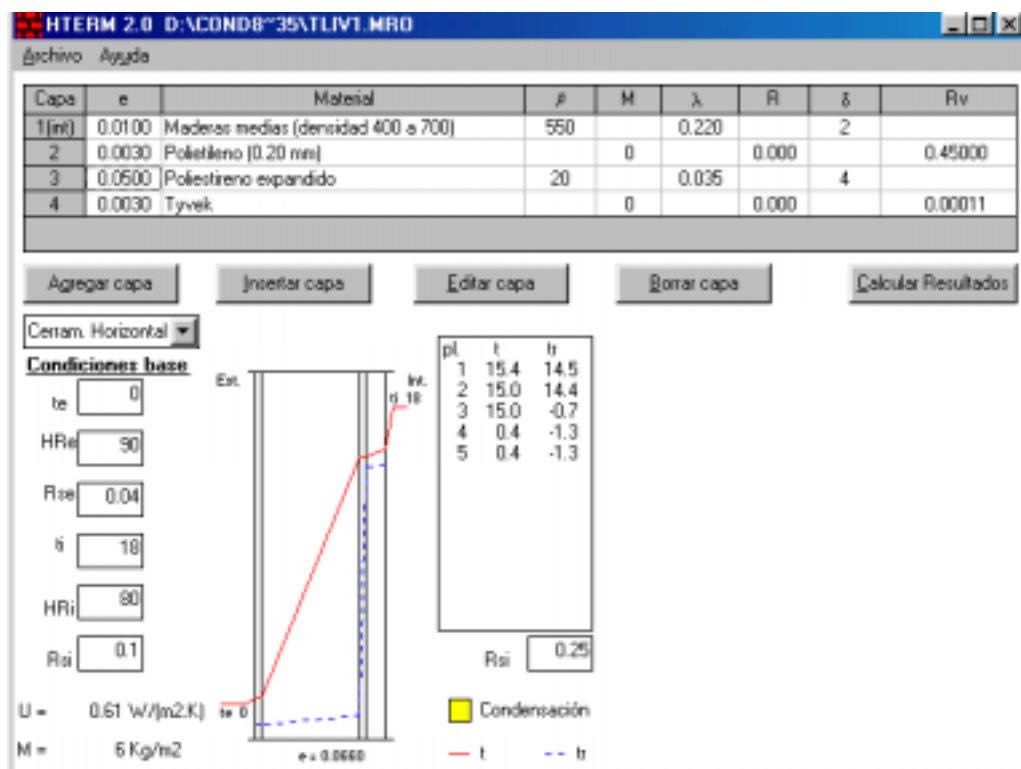 HTERM 2.0 D:\COND8~35\TLIV1.MRO
Archivo Ayuda
Capa e Material ρ M λ R δ Rv
1(int) 0.0100 Maderas medias (densidad 400 a 700) 550 0.220 2
2 0.0030 Polietileno (0.20 mm) 0 0.000 0.45000
3 0.0500 Poliestireno expandido 20 0.035 4
4 0.0030 Tyvek 0 0.000 0.00011
Agregar capa Insertar capa Editar capa Borrar capa Calcular Resultados
Cerram. Horizontal
Condiciones base
te 0
HRe 90
Rse 0.04
ti 18
HRi 80
Rsi 0.1
U = 0.61 W/(m2.K)
M = 6 Kg/m2
Ext. Int.
ti 18
te 0
e = 0.0660
pl. t tr
1 15.4 14.5
2 15.0 14.4
3 15.0 -0.7
4 0.4 -1.3
5 0.4 -1.3
Rsi 0.25
Condensación
t tr